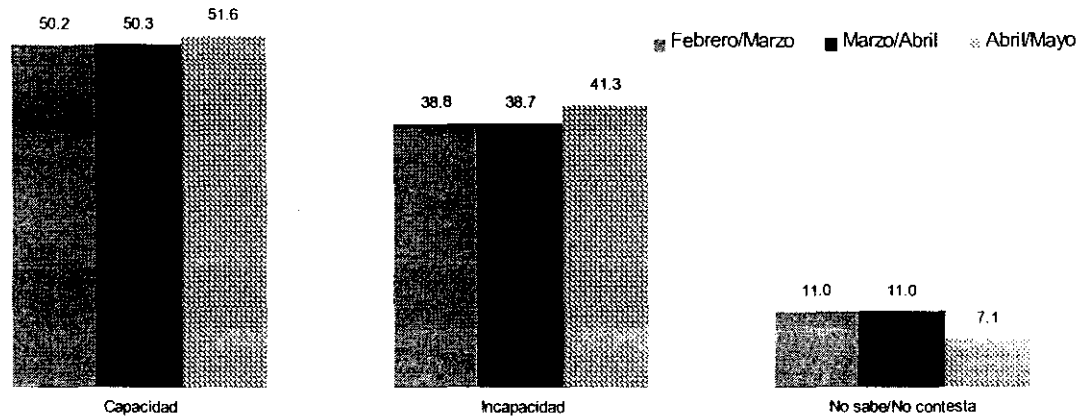 50.2 50.3 51.6
Febrero/Marzo Marzo/Abril Abril/Mayo
38.8 38.7 41.3
11.0 11.0 7.1
Capacidad Incapacidad No sabe/No contesta